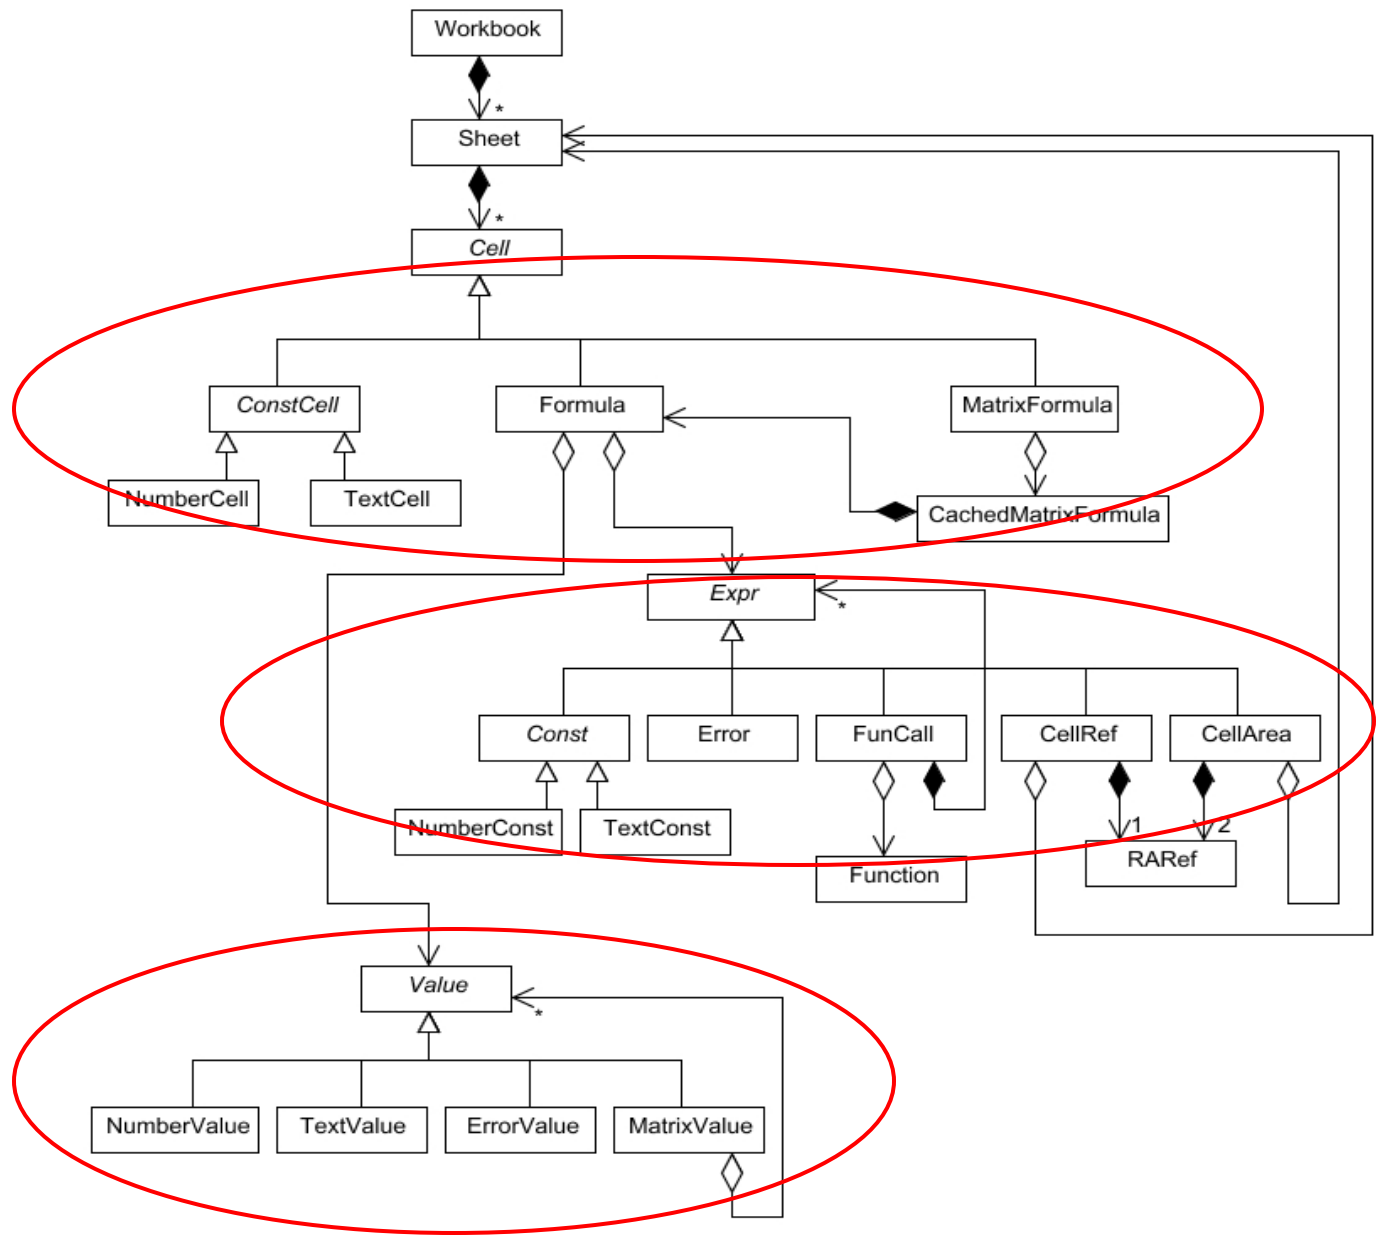 Workbook
*
Sheet
*
Cell
ConstCell
Formula
MatrixFormula
NumberCell
TextCell
CachedMatrixFormula
Expr
*
Const
Error
FunCall
CellRef
CellArea
NumberConst
TextConst
1
2
Function
RARef
Value
*
NumberValue
TextValue
ErrorValue
MatrixValue